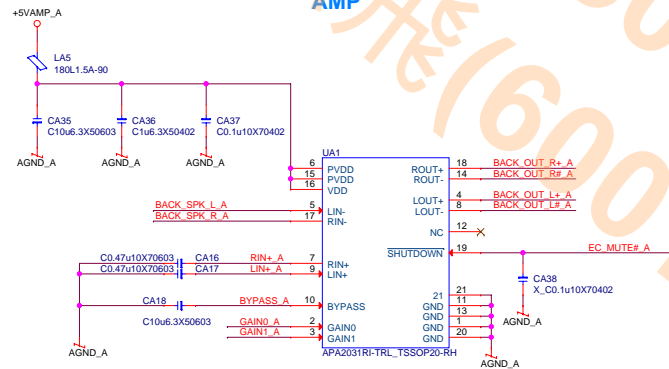 AMP
+5VAMP_A
LA5
180L1.5A-90
CA35
C10u6.3X50603
CA36
C1u6.3X50402
CA37
C0.1u10X70402
AGND_A
AGND_A
AGND_A
UA1
6 PVDD
15 PVDD
16 VDD
BACK_SPK_L_A 5 LIN-
BACK_SPK_R_A 17 RIN-
C0.47u10X70603 CA16 RIN+_A 7 RIN+
C0.47u10X70603 CA17 LIN+_A 9 LIN+
CA18 BYPASS_A 10 BYPASS
C10u6.3X50603
GAIN0_A 2 GAIN0
GAIN1_A 3 GAIN1
AGND_A
ROUT+ 18 BACK_OUT_R+_A
ROUT- 14 BACK_OUT_R#_A
LOUT+ 4 BACK_OUT_L+_A
LOUT- 8 BACK_OUT_L#_A
NC 12
SHUTDOWN 19 EC_MUTE#_A
CA38
X_C0.1u10X70402
AGND_A
21 21
GND 11
GND 13
GND 1
GND 20
AGND_A
APA2031RI-TRL_TSSOP20-RH
(600